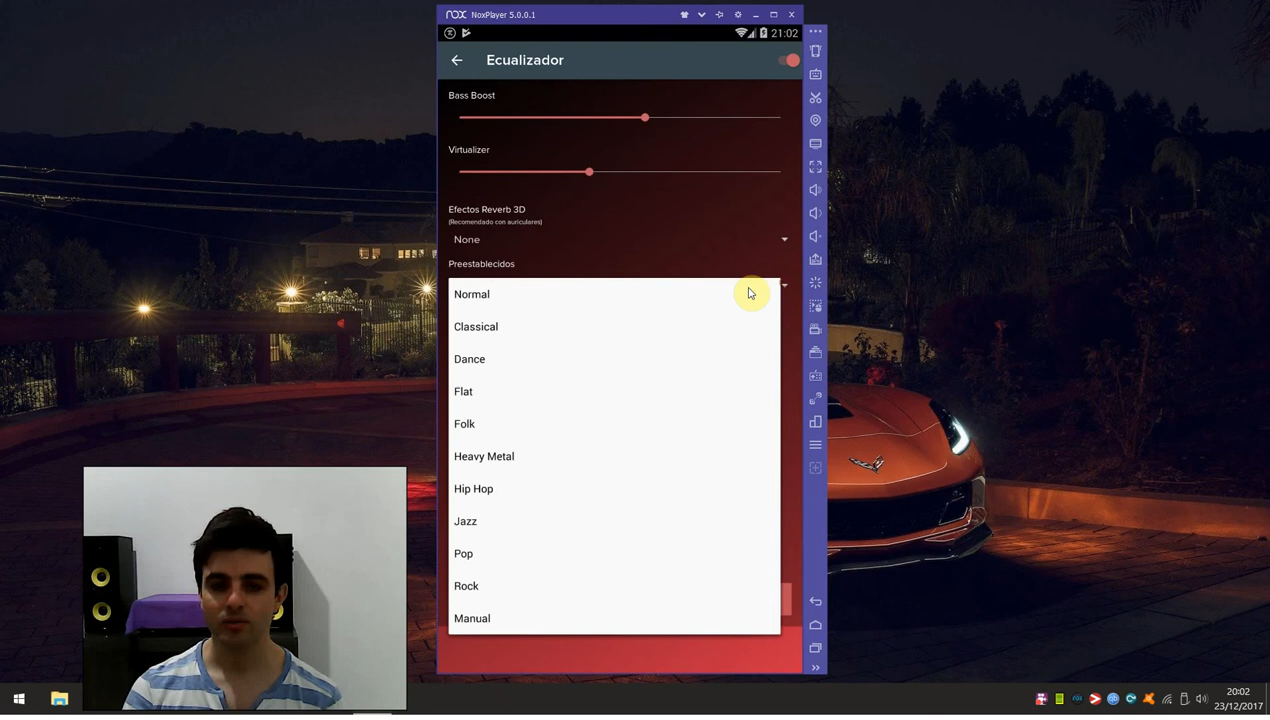 nox NoxPlayer 5.0.0.1
21:02
Ecualizador
Bass Boost
Virtualizer
Efectos Reverb 3D
(Recomendado con auriculares)
None
Preestablecidos
Normal
Classical
Dance
Flat
Folk
Heavy Metal
Hip Hop
Jazz
Pop
Rock
Manual
20:02
23/12/2017